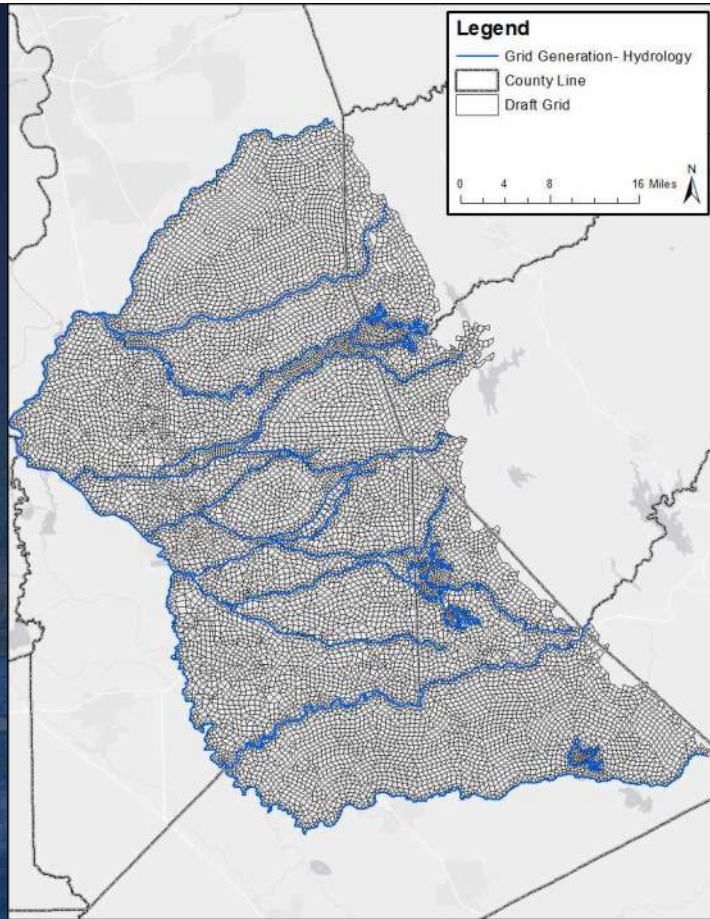 Legend
Grid Generation- Hydrology
County Line
Draft Grid
0 4 8 16 Miles
N